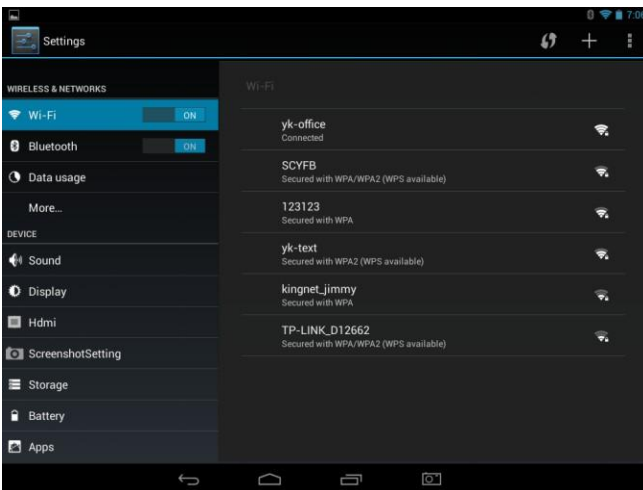 7:06
Settings
WIRELESS & NETWORKS
Wi-Fi
Wi-Fi ON
Bluetooth ON
Data usage
More...
DEVICE
Sound
Display
Hdmi
ScreenshotSetting
Storage
Battery
Apps
yk-office
Connected
SCYFB
Secured with WPA/WPA2 (WPS available)
123123
Secured with WPA
yk-text
Secured with WPA2 (WPS available)
kingnet_jimmy
Secured with WPA
TP-LINK_D12662
Secured with WPA/WPA2 (WPS available)